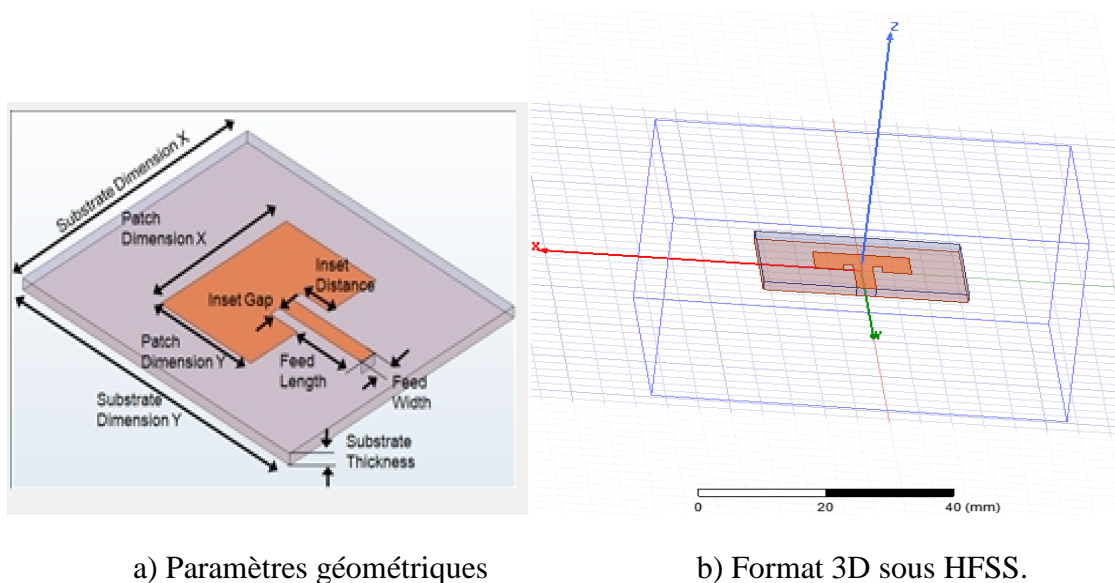 Substrate Dimension X
Patch
Dimension X
Inset
Distance
Inset Gap
Patch
Dimension Y
Feed
Length
Feed
Width
Substrate
Dimension Y
Substrate
Thickness
Z
X
Y
0
20
40 (mm)
a) Paramètres géométriques
b) Format 3D sous HFSS.